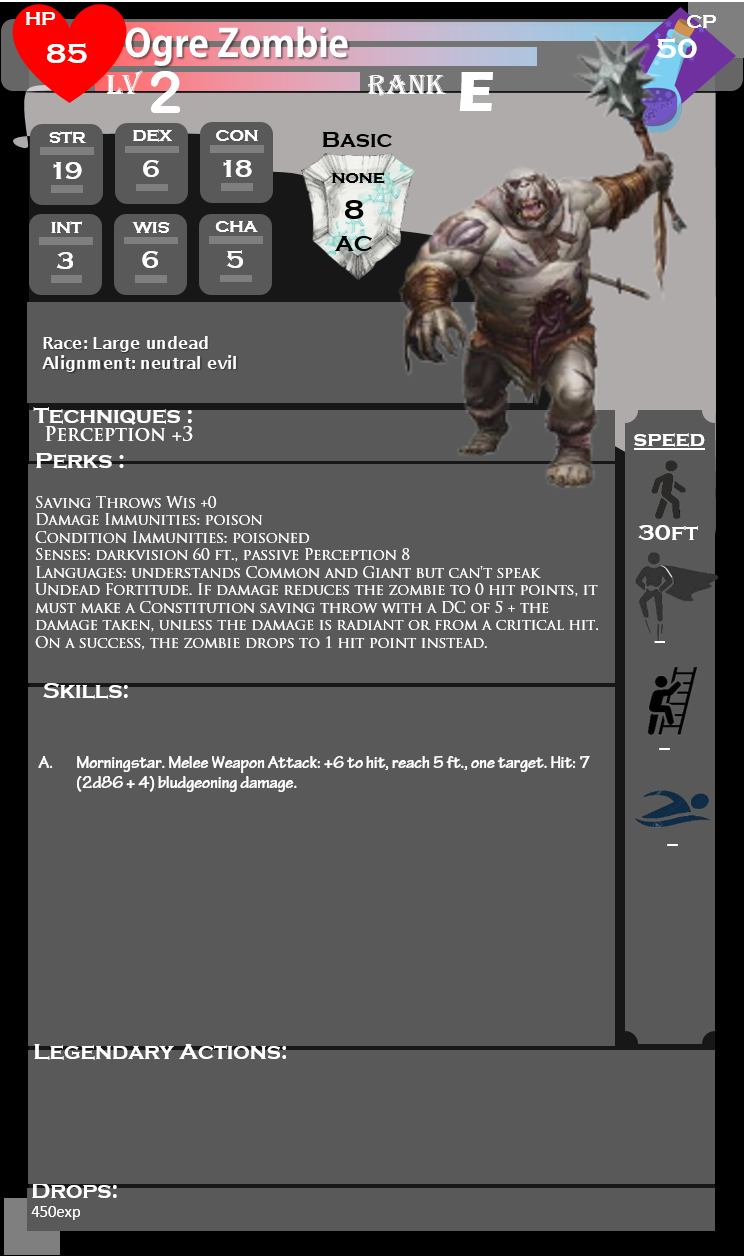 HP
85
Ogre Zombie
CP
50
LV 2
RANK E
STR
19
DEX
6
CON
18
INT
3
WIS
6
CHA
5
Basic
NONE
8
AC
Race: Large undead
Alignment: neutral evil
Techniques :
Perception +3
Perks :
Saving Throws Wis +0
Damage Immunities: poison
Condition Immunities: poisoned
Senses: darkvision 60 ft., passive Perception 8
Languages: understands Common and Giant but can't speak
Undead Fortitude. If damage reduces the zombie to 0 hit points, it
must make a Constitution saving throw with a DC of 5 + the
damage taken, unless the damage is radiant or from a critical hit.
On a success, the zombie drops to 1 hit point instead.
SPEED
30FT
–
–
–
Skills:
A. Morningstar. Melee Weapon Attack: +6 to hit, reach 5 ft., one target. Hit: 7
(2d86 + 4) bludgeoning damage.
Legendary Actions:
Drops:
450exp